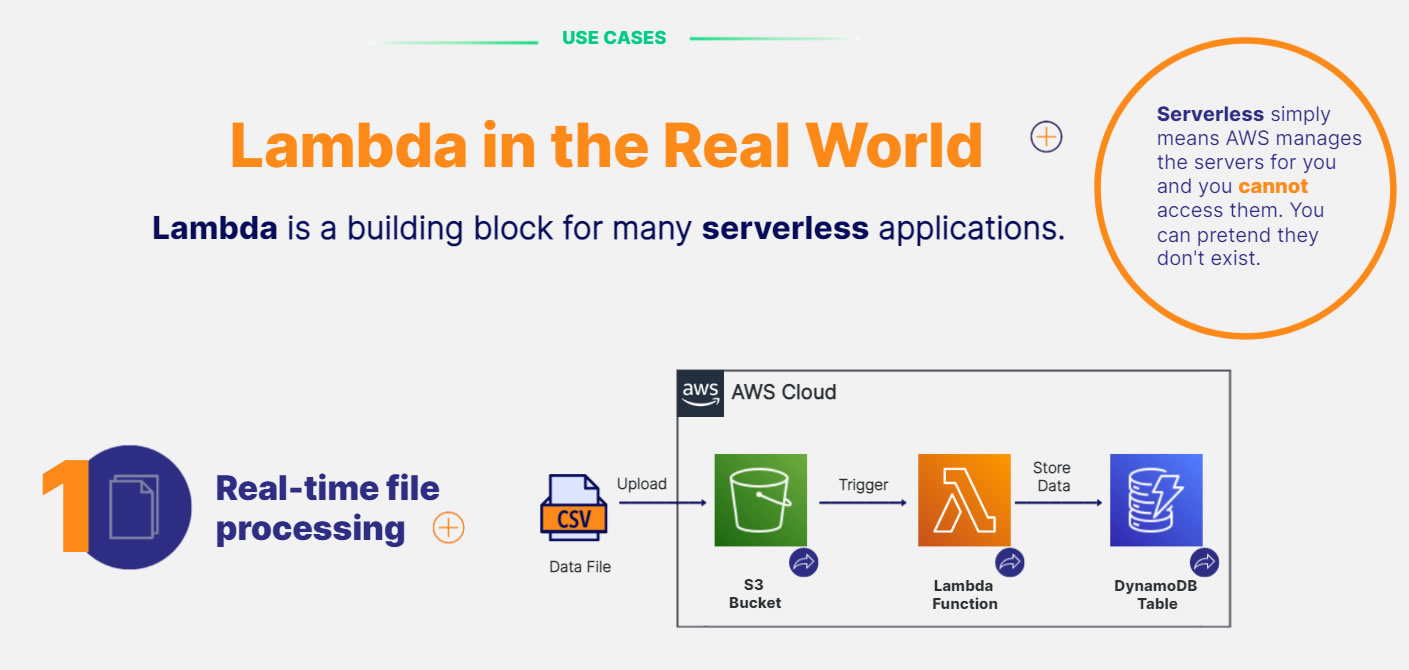 USE CASES
Lambda in the Real World
Lambda is a building block for many serverless applications.
Serverless simply
means AWS manages
the servers for you
and you cannot
access them. You
can pretend they
don't exist.
1
Real-time file
processing
aws
AWS Cloud
CSV
Data File
Upload
S3
Bucket
Trigger
Lambda
Function
Store
Data
DynamoDB
Table